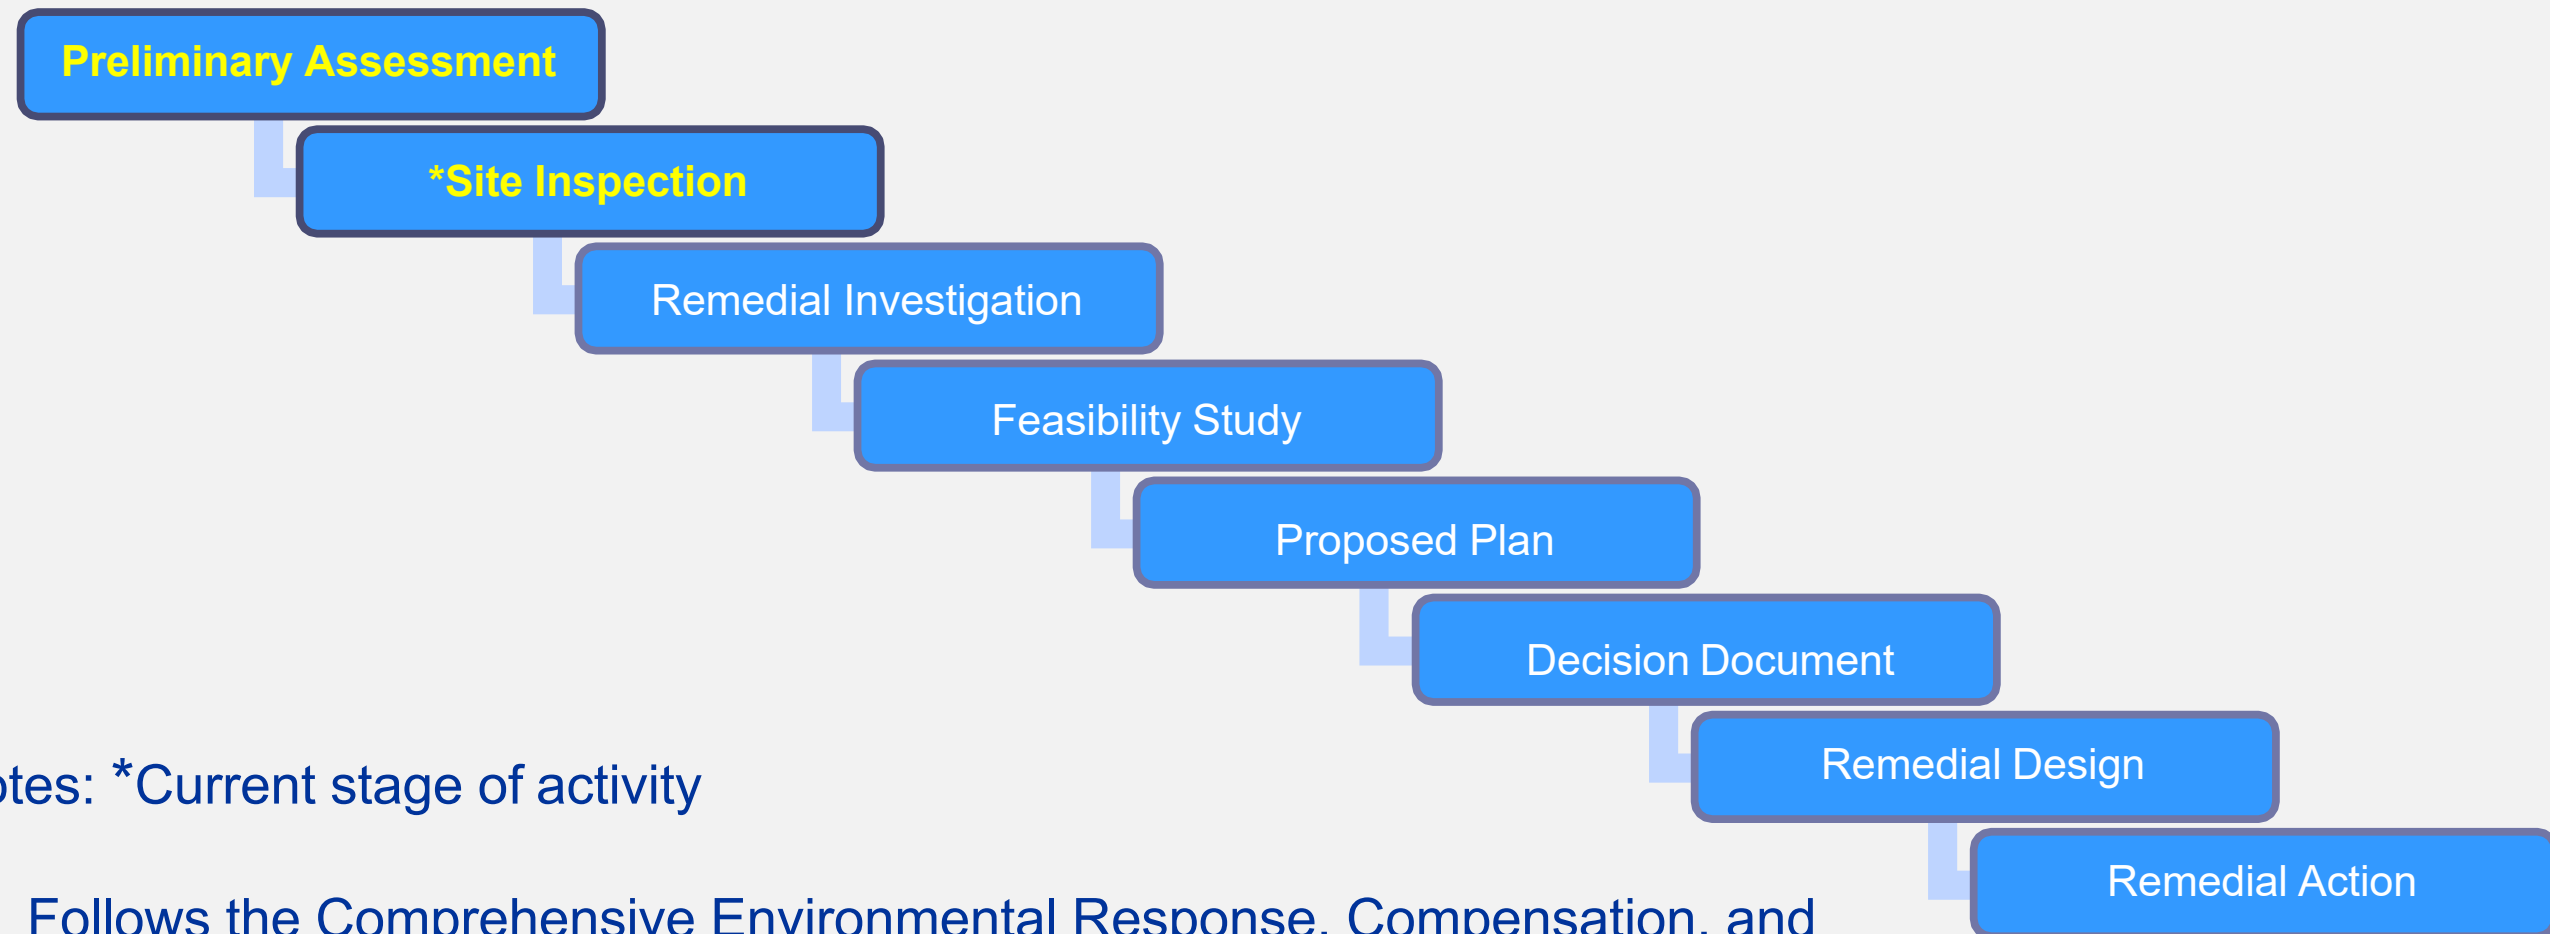 Preliminary Assessment
*Site Inspection
Remedial Investigation
Feasibility Study
Proposed Plan
Decision Document
Remedial Design
otes: *Current stage of activity
Remedial Action
Follows the Comprehensive Environmental Response, Compensation, and